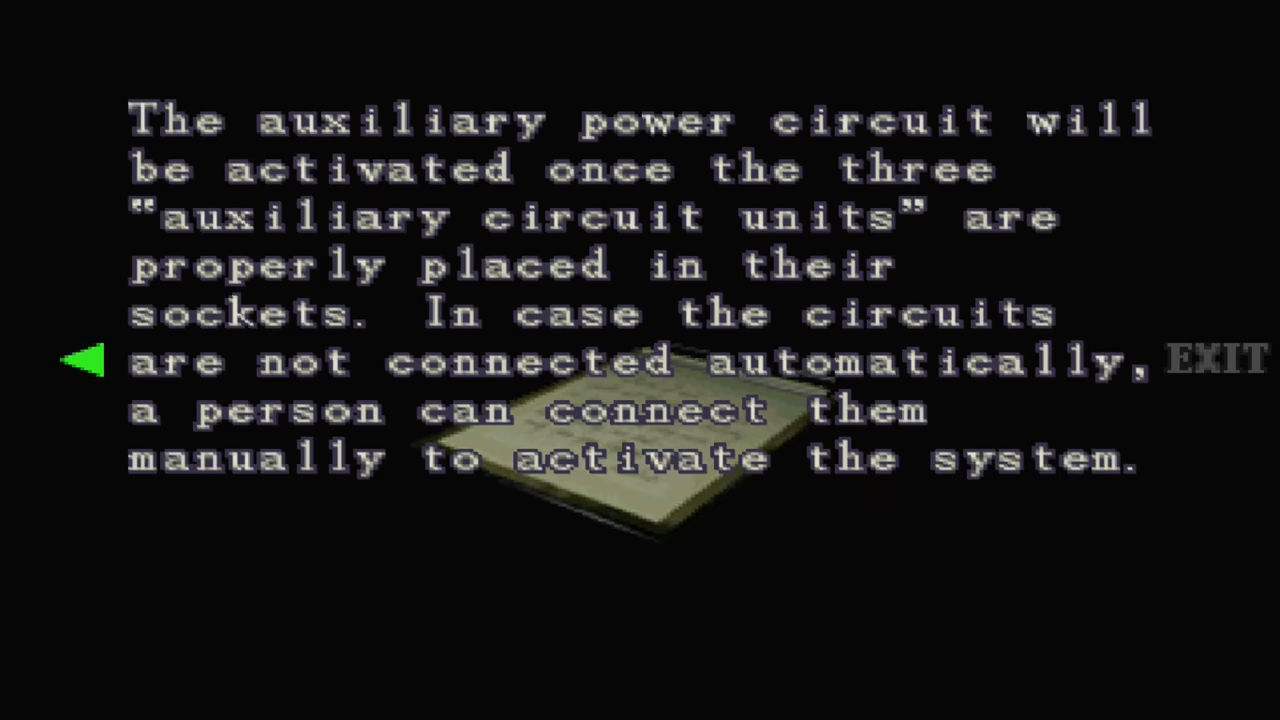 The auxiliary power circuit will
be activated once the three
"auxiliary circuit units" are
properly placed in their
sockets.  In case the circuits
are not connected automatically,
EXIT
a person can connect them
manually to activate the system.